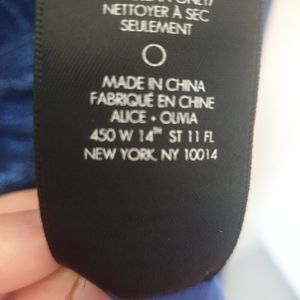 NETTOYER À SEC
SEULEMENT
MADE IN CHINA
FABRIQUÉ EN CHINE
ALICE • OLIVIA
450 W 14TH ST 11 FL
NEW YORK, NY 10014